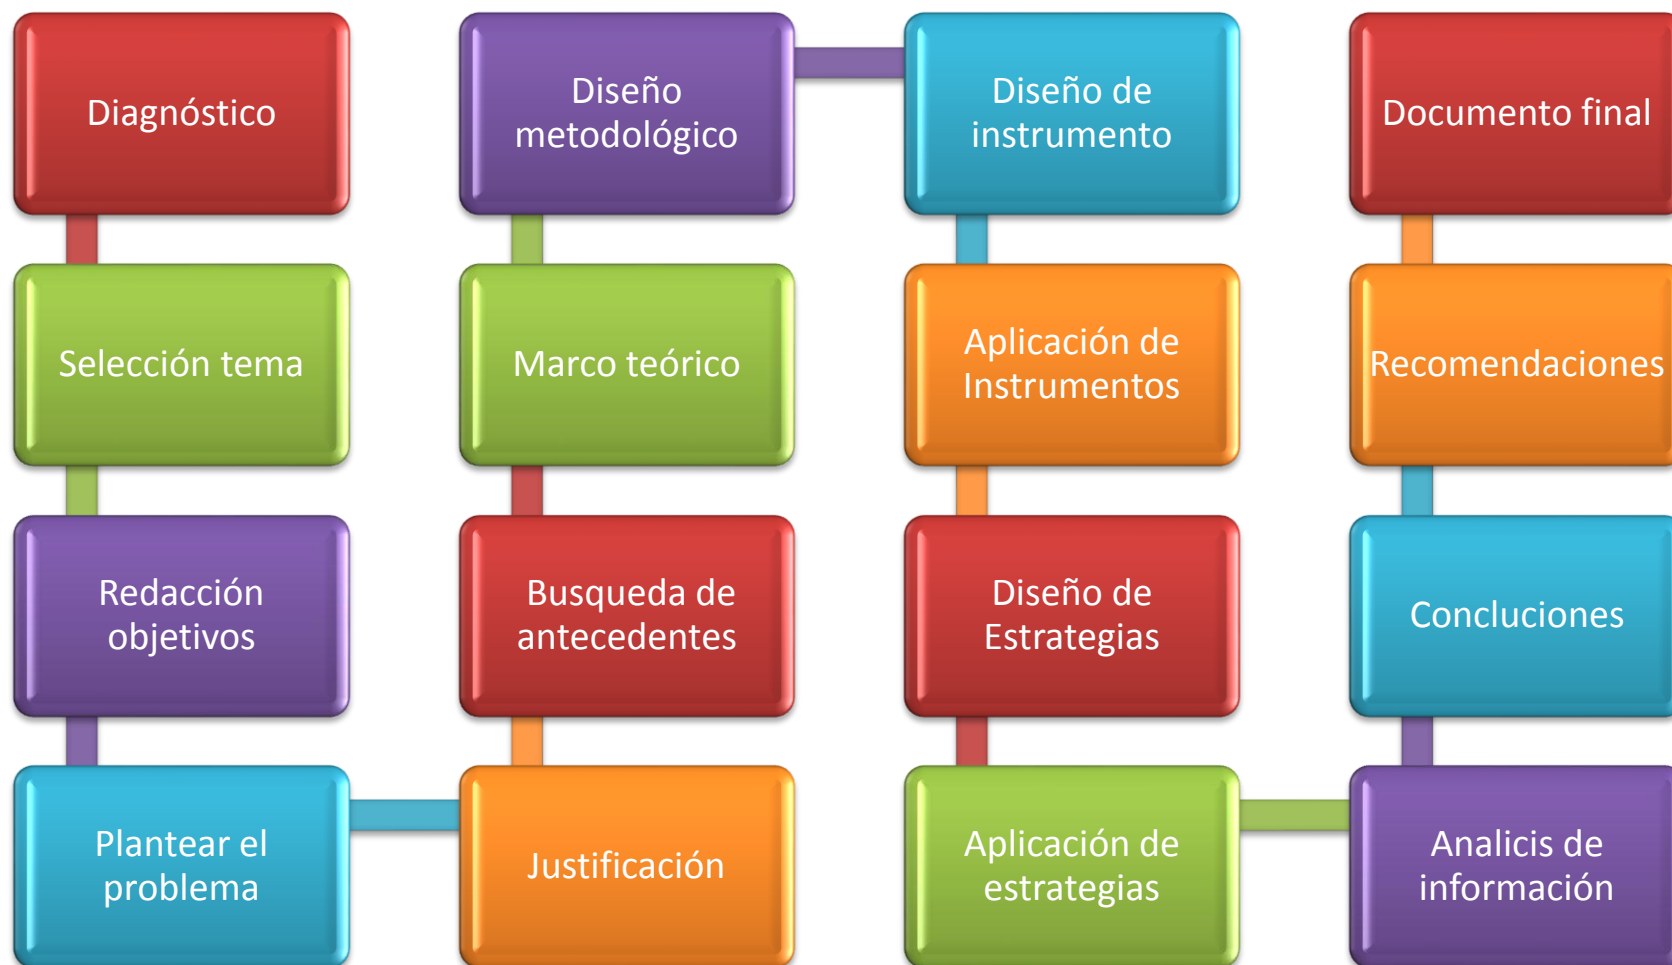 Diagnóstico
Selección tema
Redacción
objetivos
Plantear el
problema
Justificación
Busqueda de
antecedentes
Marco teórico
Diseño
metodológico
Diseño de
instrumento
Aplicación de
Instrumentos
Diseño de
Estrategias
Aplicación de
estrategias
Analicis de
información
Concluciones
Recomendaciones
Documento final